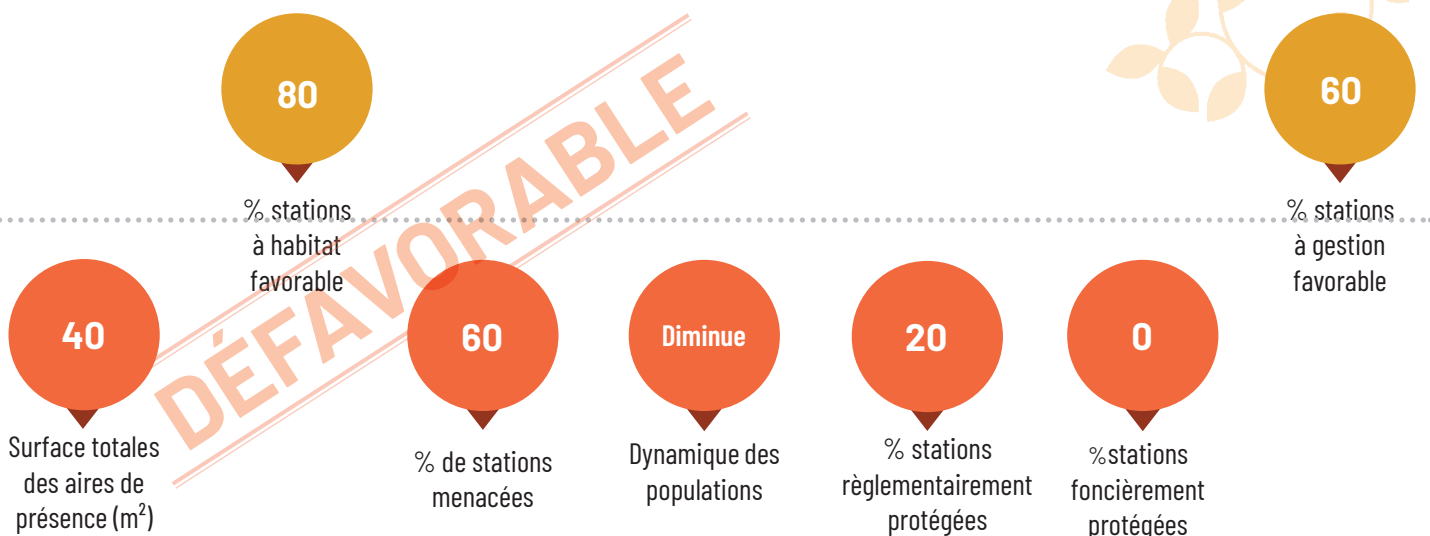 80
% stations
à habitat
favorable
60
% stations
à gestion
favorable
DÉFAVORABLE
40
Surface totales
des aires de
présence (m²)
60
% de stations
menacées
Diminue
Dynamique des
populations
20
% stations
règlementairement
protégées
0
%stations
foncièrement
protégées